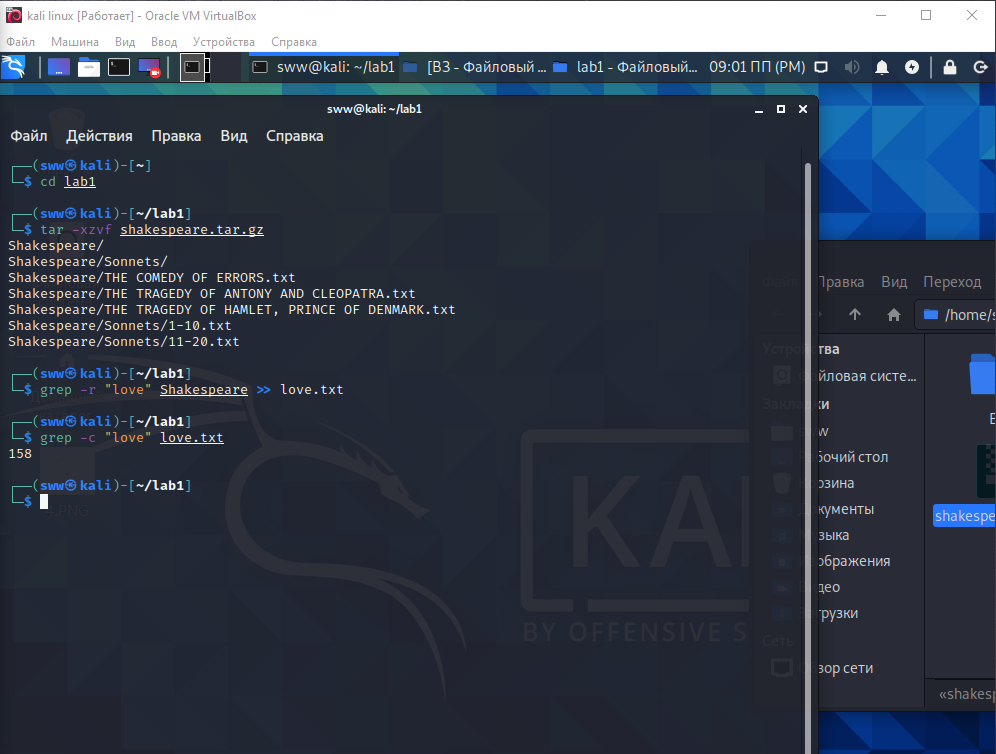 kali linux [Работает] - Oracle VM VirtualBox
Файл Машина Вид Ввод Устройства Справка
sww@kali: ~/lab1 [ВЗ - Файловый ... lab1 - Файловый... 09:01 ПП (PM)
sww@kali: ~/lab1
Файл Действия Правка Вид Справка
┌──(sww㉿kali)-[~]
└─$ cd lab1
┌──(sww㉿kali)-[~/lab1]
└─$ tar -xzvf shakespeare.tar.gz
Shakespeare/
Shakespeare/Sonnets/
Shakespeare/THE COMEDY OF ERRORS.txt
Shakespeare/THE TRAGEDY OF ANTONY AND CLEOPATRA.txt
Shakespeare/THE TRAGEDY OF HAMLET, PRINCE OF DENMARK.txt
Shakespeare/Sonnets/1-10.txt
Shakespeare/Sonnets/11-20.txt
┌──(sww㉿kali)-[~/lab1]
└─$ grep -r "love" Shakespeare >> love.txt
┌──(sww㉿kali)-[~/lab1]
└─$ grep -c "love" love.txt
158
┌──(sww㉿kali)-[~/lab1]
└─$
.PNG
KAL
BY OFFENSIVE S
Правка Вид Переход
/home/s
Устройства
Файловая систе...
Закладки
sww
Рабочий стол
Корзина
Документы
Музыка
Изображения
Видео
Загрузки
Сеть
Обзор сети
shakespe
«shakesp